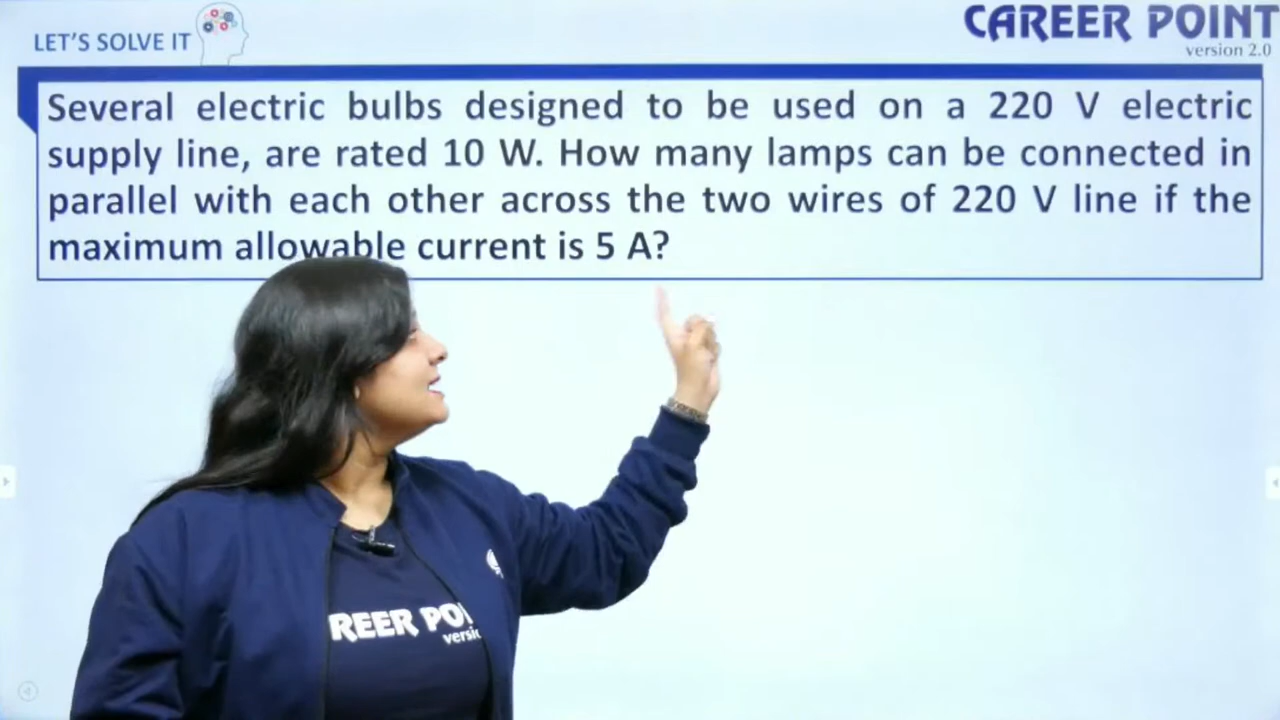 LET'S SOLVE IT
CAREER POINT
version 2.0
Several electric bulbs designed to be used on a 220 V electric
supply line, are rated 10 W. How many lamps can be connected in
parallel with each other across the two wires of 220 V line if the
maximum allowable current is 5 A?
REER PO
versi